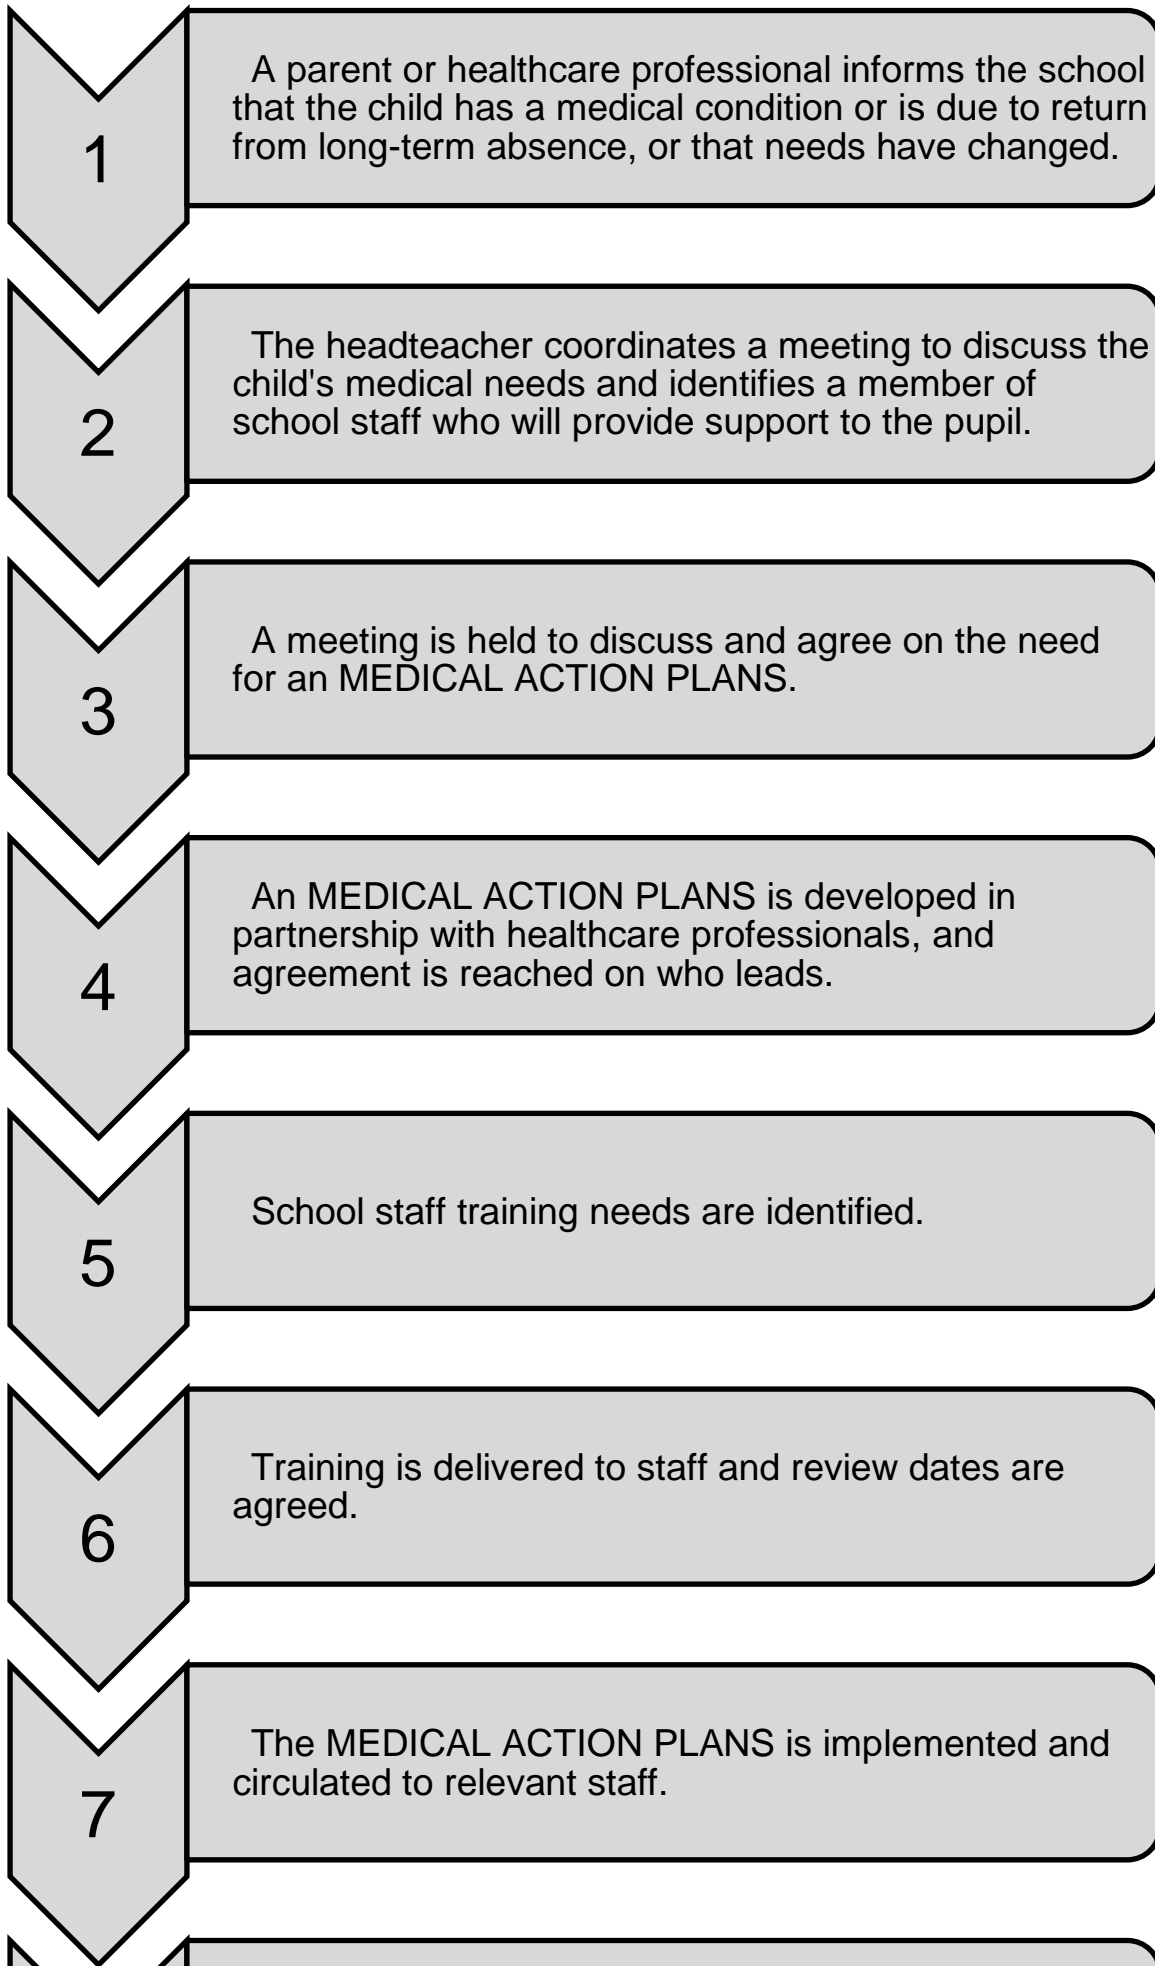 1
A parent or healthcare professional informs the school
that the child has a medical condition or is due to return
from long-term absence, or that needs have changed.
2
The headteacher coordinates a meeting to discuss the
child's medical needs and identifies a member of
school staff who will provide support to the pupil.
3
A meeting is held to discuss and agree on the need
for an MEDICAL ACTION PLANS.
4
An MEDICAL ACTION PLANS is developed in
partnership with healthcare professionals, and
agreement is reached on who leads.
5
School staff training needs are identified.
6
Training is delivered to staff and review dates are
agreed.
7
The MEDICAL ACTION PLANS is implemented and
circulated to relevant staff.